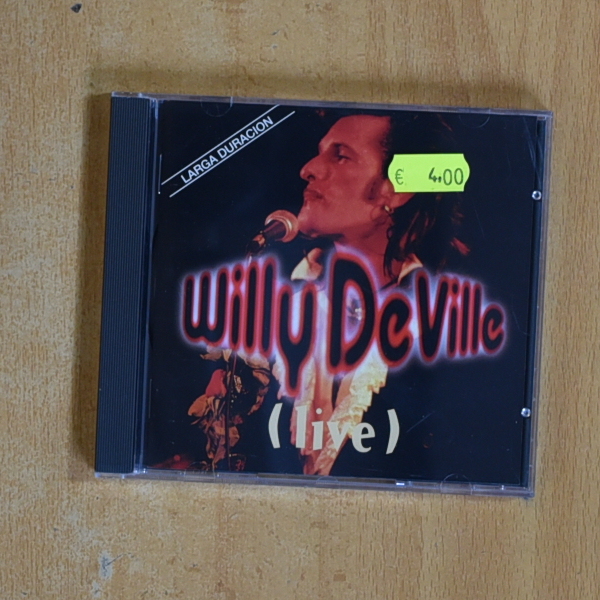 LARGA DURACION
€ 4.00
Willy DeVille
(live)